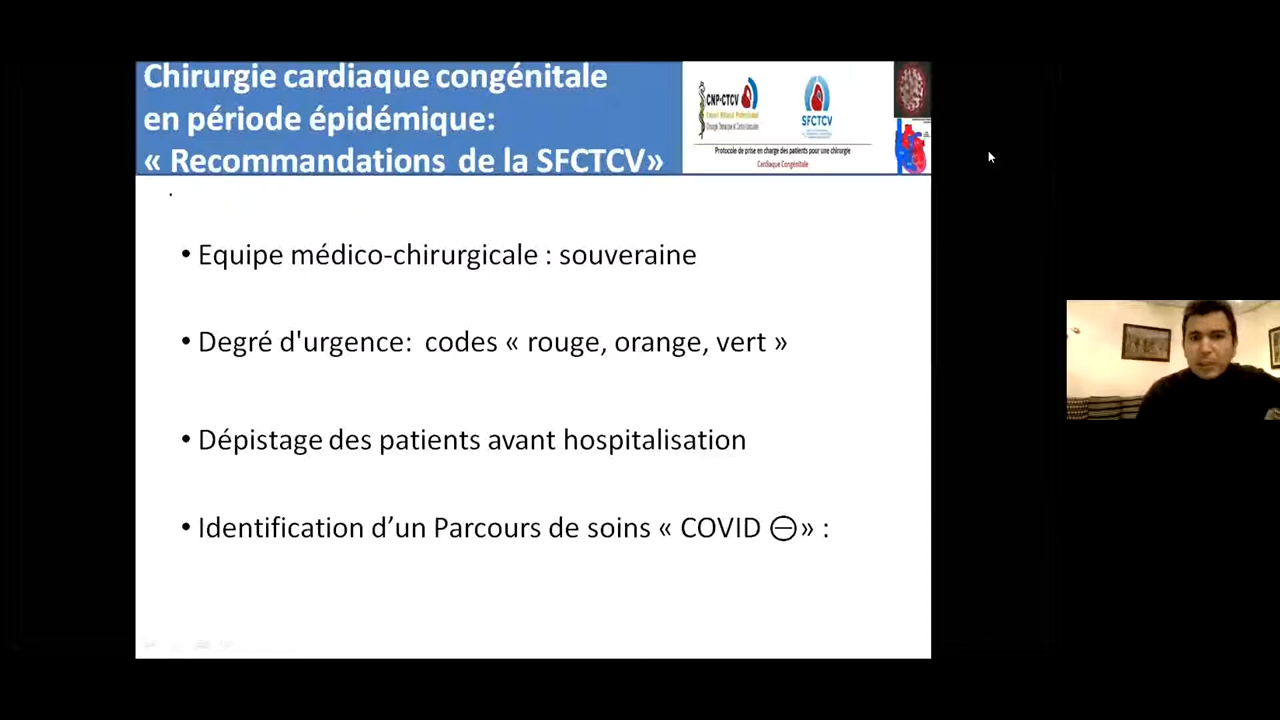 Chirurgie cardiaque congénitale
en période épidémique:
« Recommandations de la SFCTCV»
CNP-CTCV
SFCTCV
Protocole de prise en charge des patients pour une chirurgie
Cardiaque Congénitale
.
• Equipe médico-chirurgicale : souveraine
• Degré d'urgence: codes « rouge, orange, vert »
• Dépistage des patients avant hospitalisation
• Identification d’un Parcours de soins « COVID ⊖» :